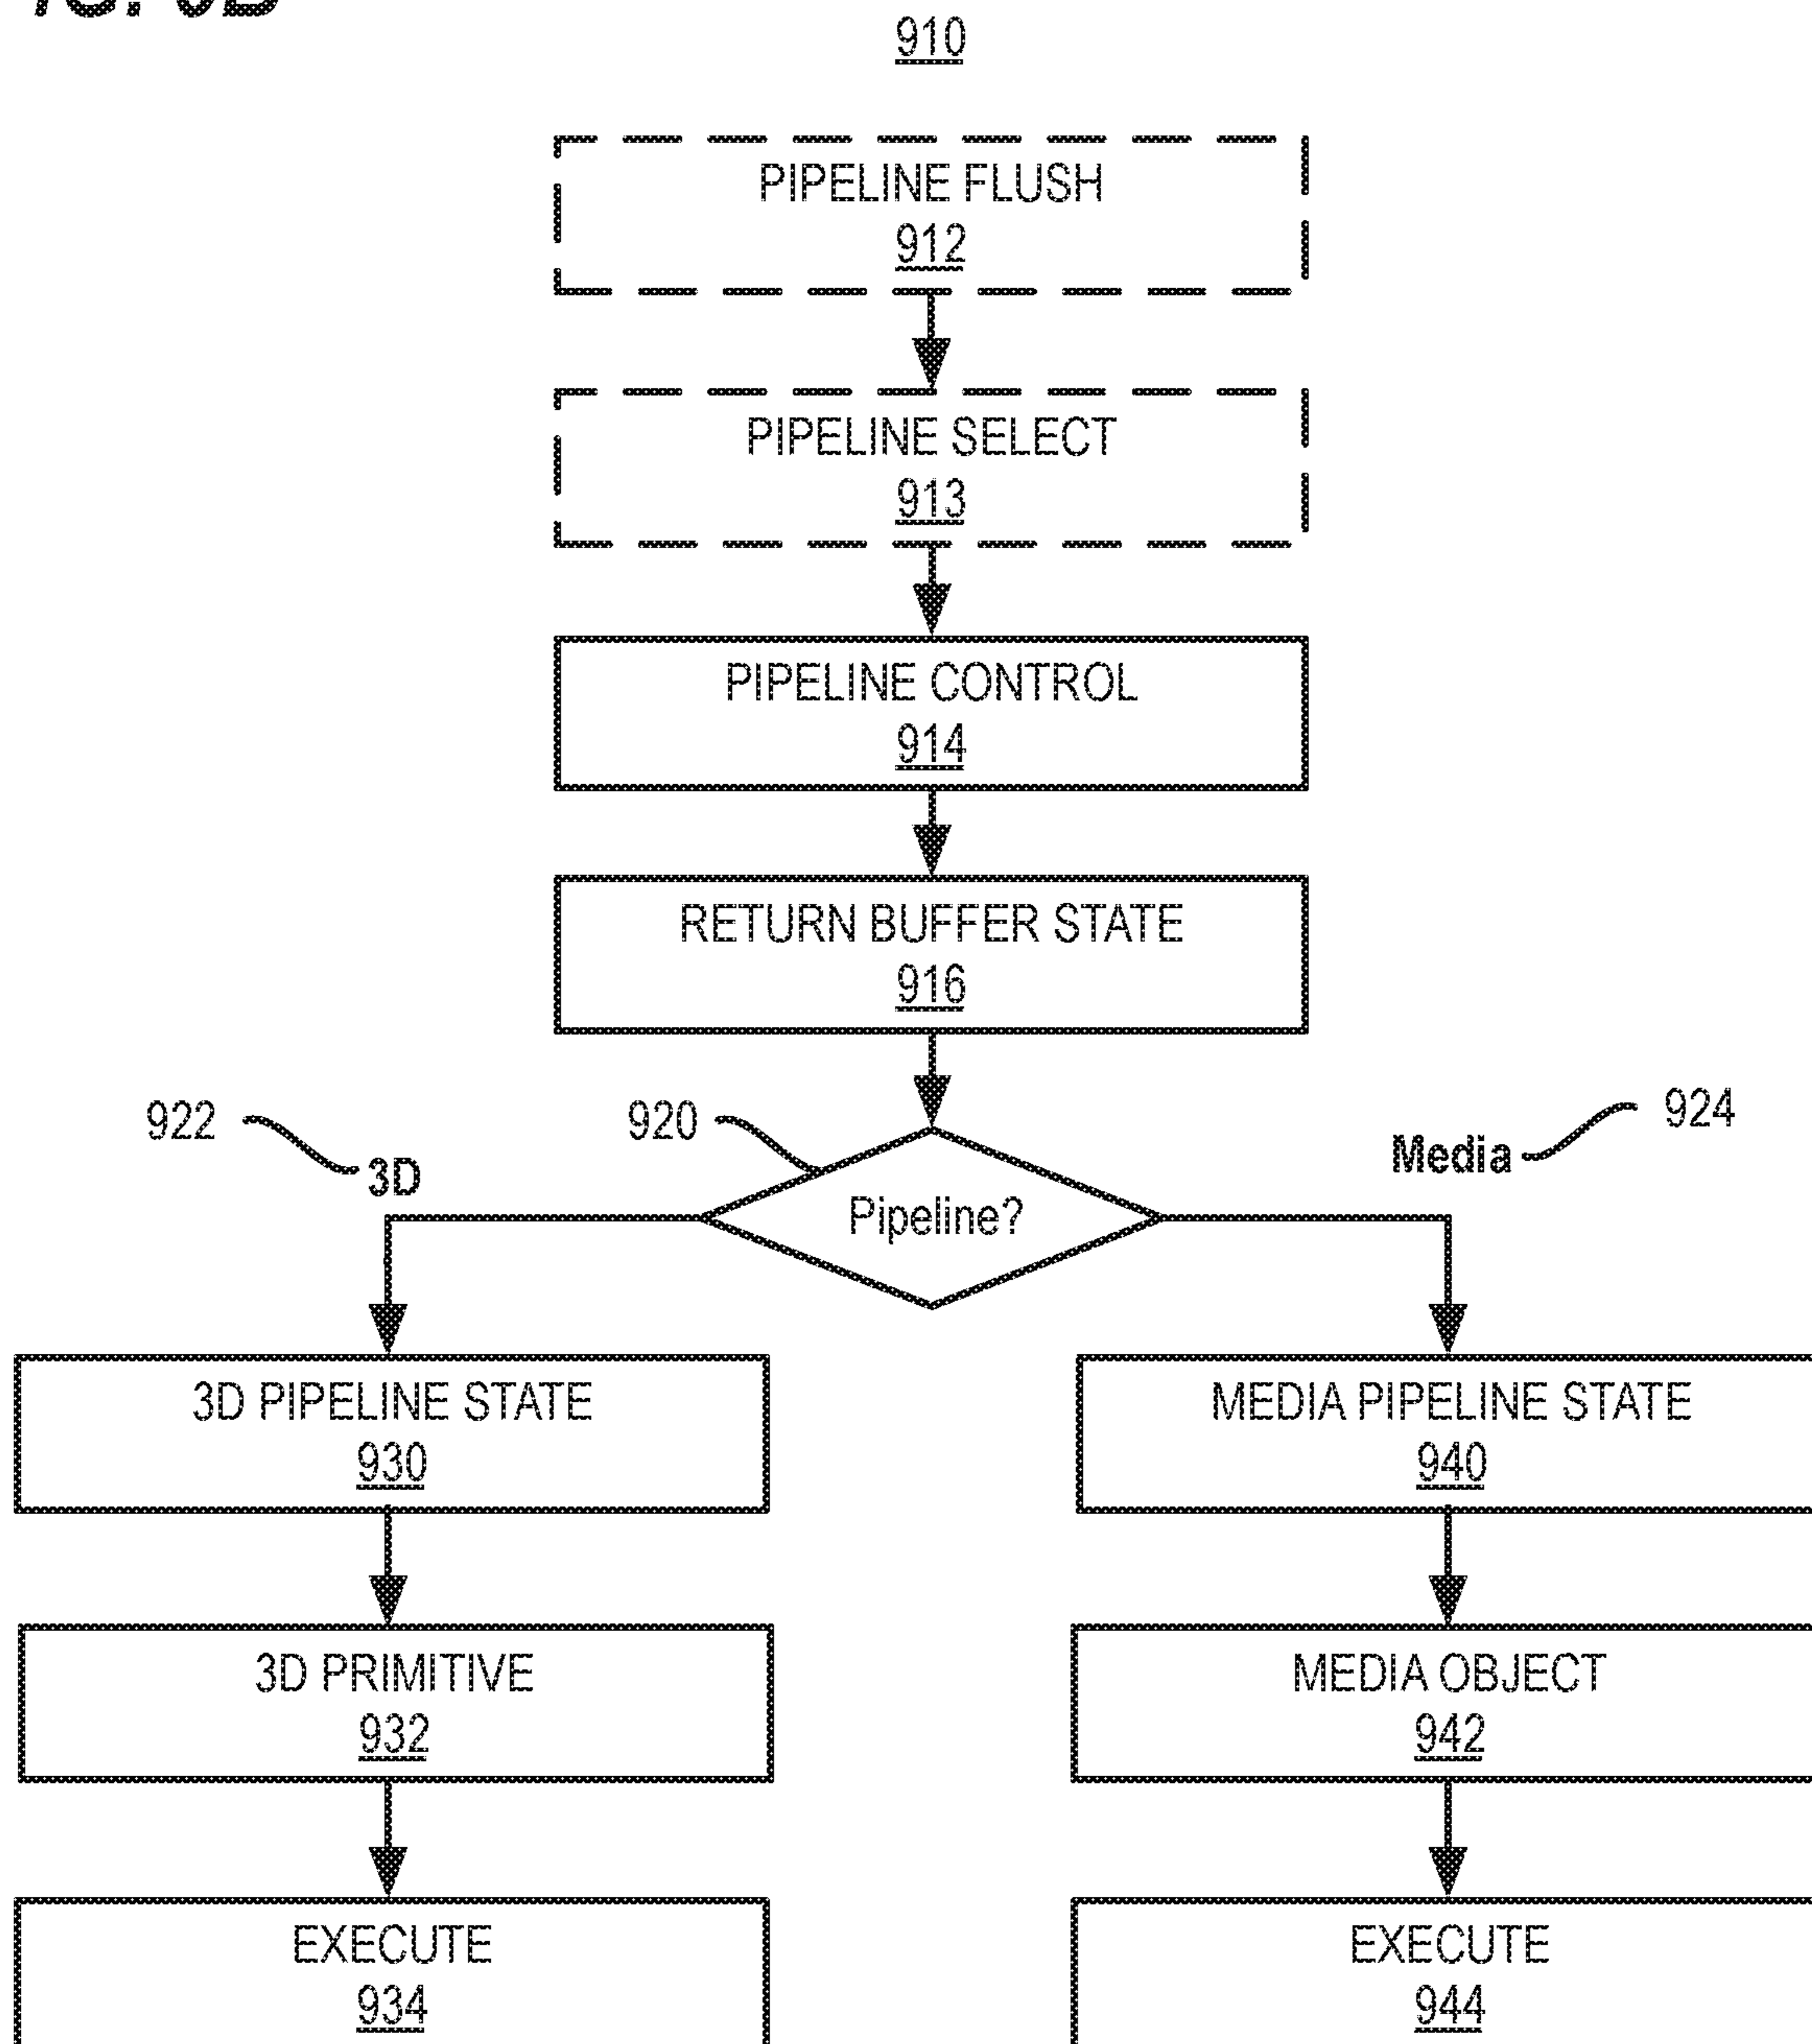 910
PIPELINE FLUSH
912
PIPELINE SELECT
913
PIPELINE CONTROL
914
RETURN BUFFER STATE
916
922
920
924
3D
Media
Pipeline?
3D PIPELINE STATE
930
MEDIA PIPELINE STATE
940
3D PRIMITIVE
932
MEDIA OBJECT
942
EXECUTE
934
EXECUTE
944